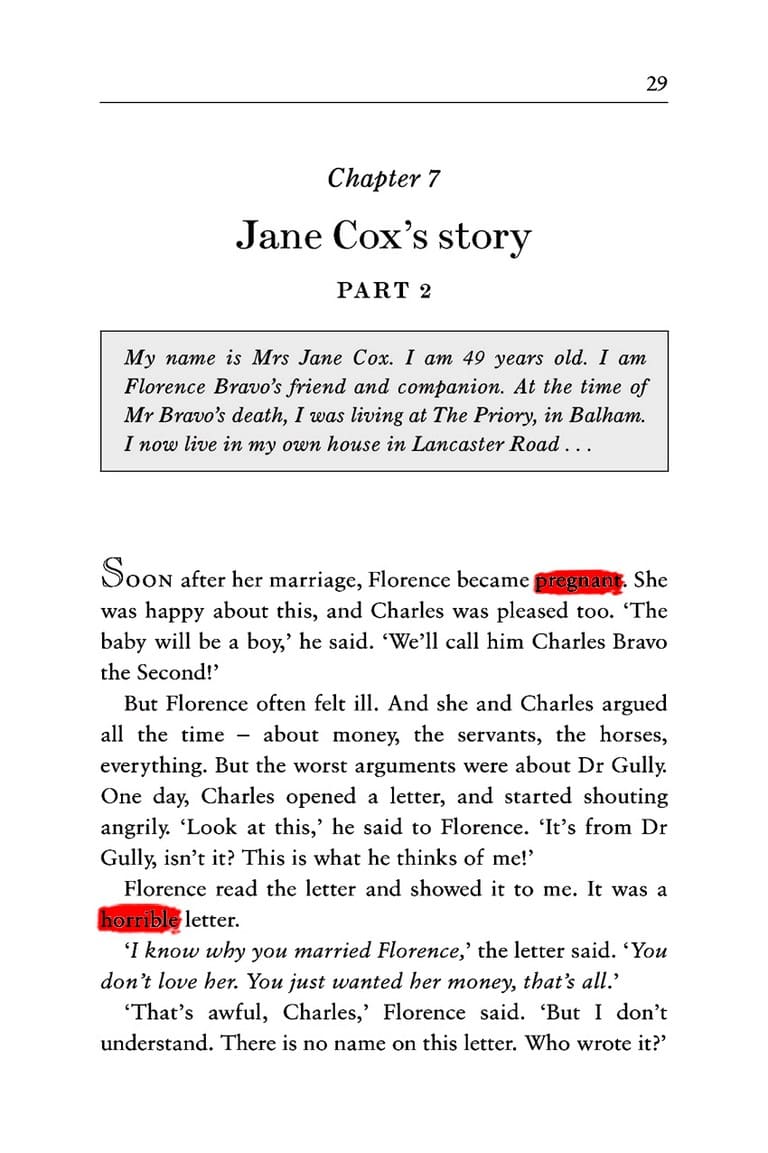 29
Chapter 7
Jane Cox’s story
PART 2
My name is Mrs Jane Cox. I am 49 years old. I am
Florence Bravo’s friend and companion. At the time of
Mr Bravo’s death, I was living at The Priory, in Balham.
I now live in my own house in Lancaster Road . . .
SOON after her marriage, Florence became pregnant. She
was happy about this, and Charles was pleased too. ‘The
baby will be a boy,’ he said. ‘We’ll call him Charles Bravo
the Second!’
But Florence often felt ill. And she and Charles argued
all the time – about money, the servants, the horses,
everything. But the worst arguments were about Dr Gully.
One day, Charles opened a letter, and started shouting
angrily. ‘Look at this,’ he said to Florence. ‘It’s from Dr
Gully, isn’t it? This is what he thinks of me!’
Florence read the letter and showed it to me. It was a
horrible letter.
‘I know why you married Florence,’ the letter said. ‘You
don’t love her. You just wanted her money, that’s all.’
‘That’s awful, Charles,’ Florence said. ‘But I don’t
understand. There is no name on this letter. Who wrote it?’